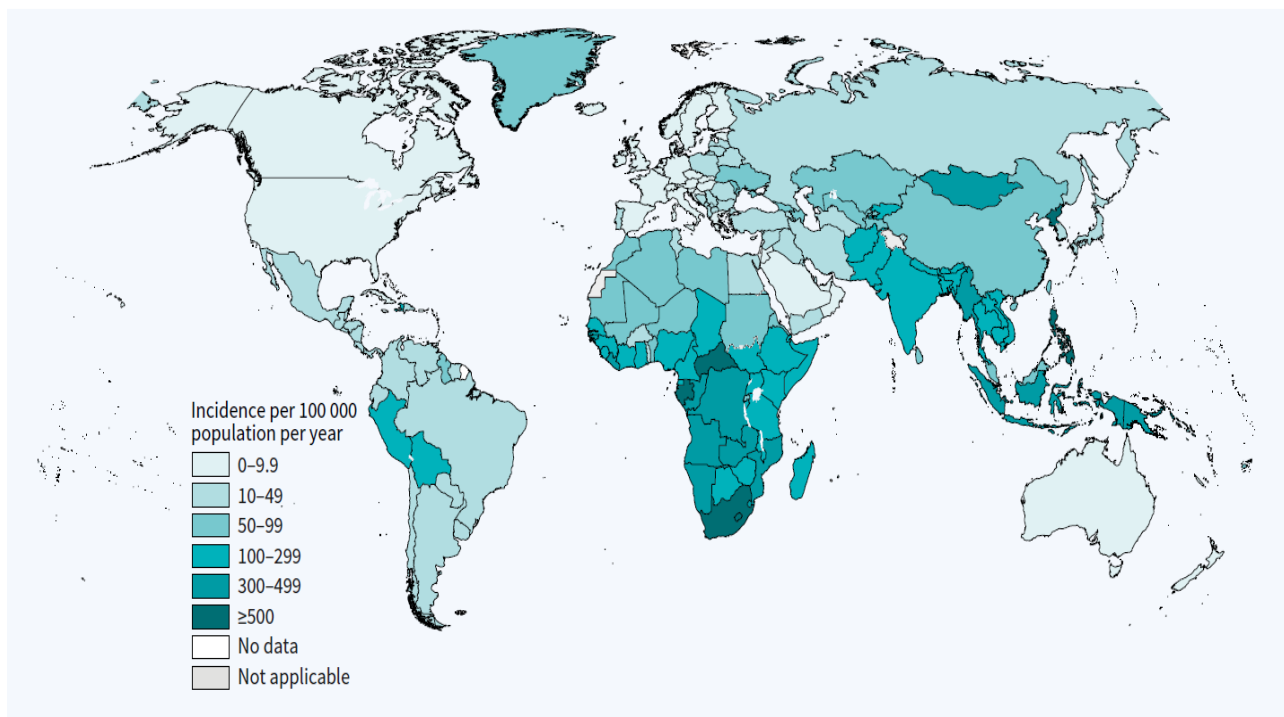 Incidence per 100 000
population per year
0–9.9
10–49
50–99
100–299
300–499
≥500
No data
Not applicable